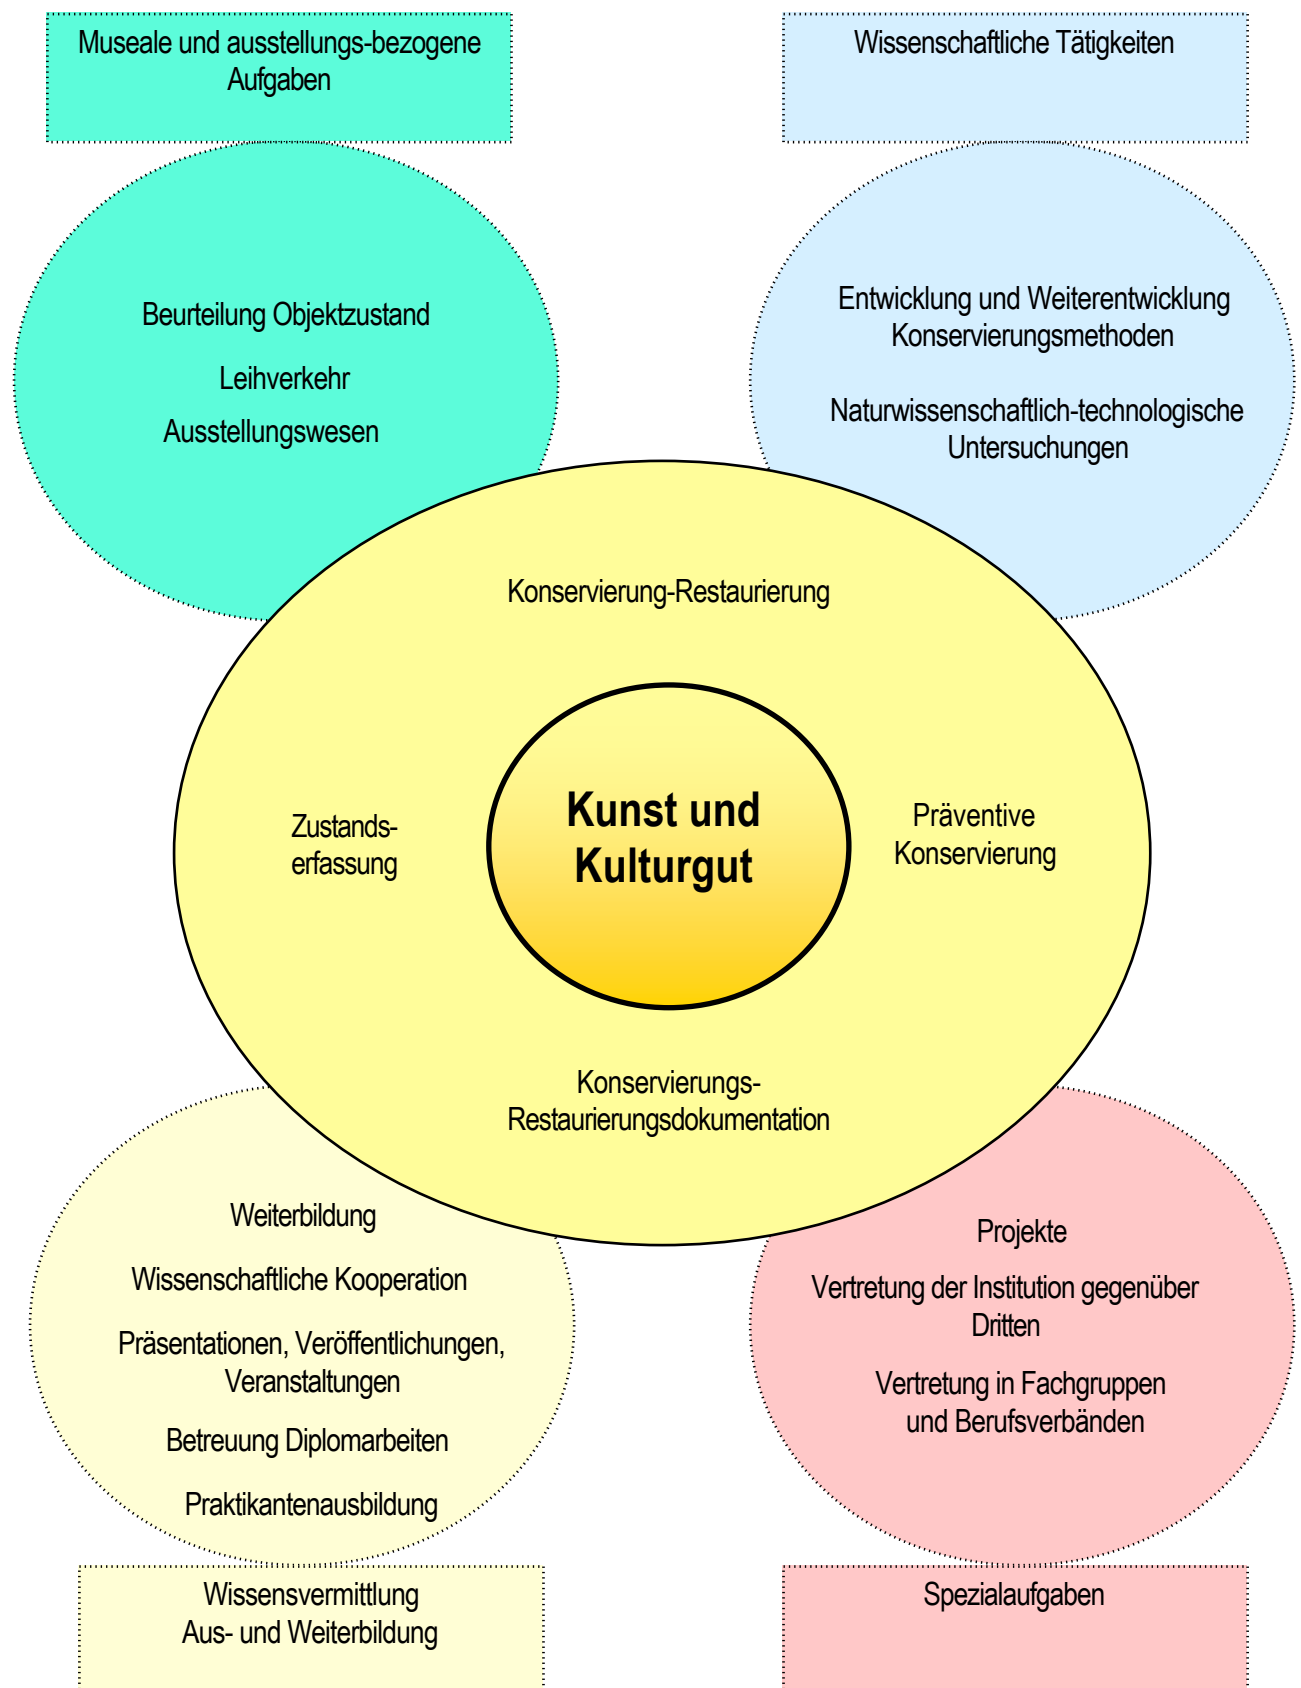 Museale und ausstellungs-bezogene
Aufgaben
Wissenschaftliche Tätigkeiten
Beurteilung Objektzustand
Leihverkehr
Ausstellungswesen
Entwicklung und Weiterentwicklung
Konservierungsmethoden
Naturwissenschaftlich-technologische
Untersuchungen
Konservierung-Restaurierung
Zustands-
erfassung
Kunst und
Kulturgut
Präventive
Konservierung
Konservierungs-
Restaurierungsdokumentation
Weiterbildung
Wissenschaftliche Kooperation
Präsentationen, Veröffentlichungen,
Veranstaltungen
Betreuung Diplomarbeiten
Praktikantenausbildung
Projekte
Vertretung der Institution gegenüber
Dritten
Vertretung in Fachgruppen
und Berufsverbänden
Wissensvermittlung
Aus- und Weiterbildung
Spezialaufgaben